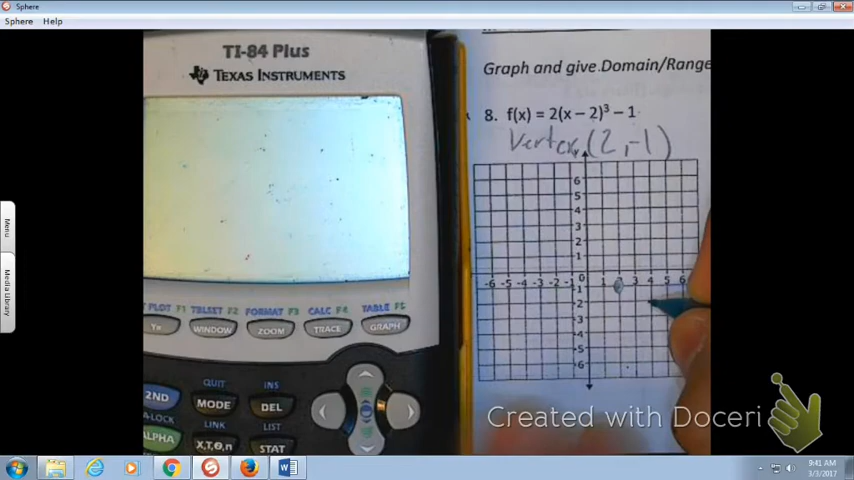 Sphere
Sphere Help
Menu
Media Library
TI-84 Plus
TEXAS INSTRUMENTS
T PLOT F1 TBLSET F2 FORMAT F3 CALC F4 TABLE F5
Y= WINDOW ZOOM TRACE GRAPH
QUIT INS
2ND MODE DEL
A-LOCK LINK LIST
ALPHA X,T,Θ,n STAT
Graph and give Domain/Range
8. f(x) = 2(x − 2)³ − 1
Vertex (2,-1)
6
5
4
3
2
1
-6 -5 -4 -3 -2 -1 0 1 2 3 4 5 6
-1
-2
-3
-4
-5
-6
Created with Doceri
9:41 AM
3/3/2017